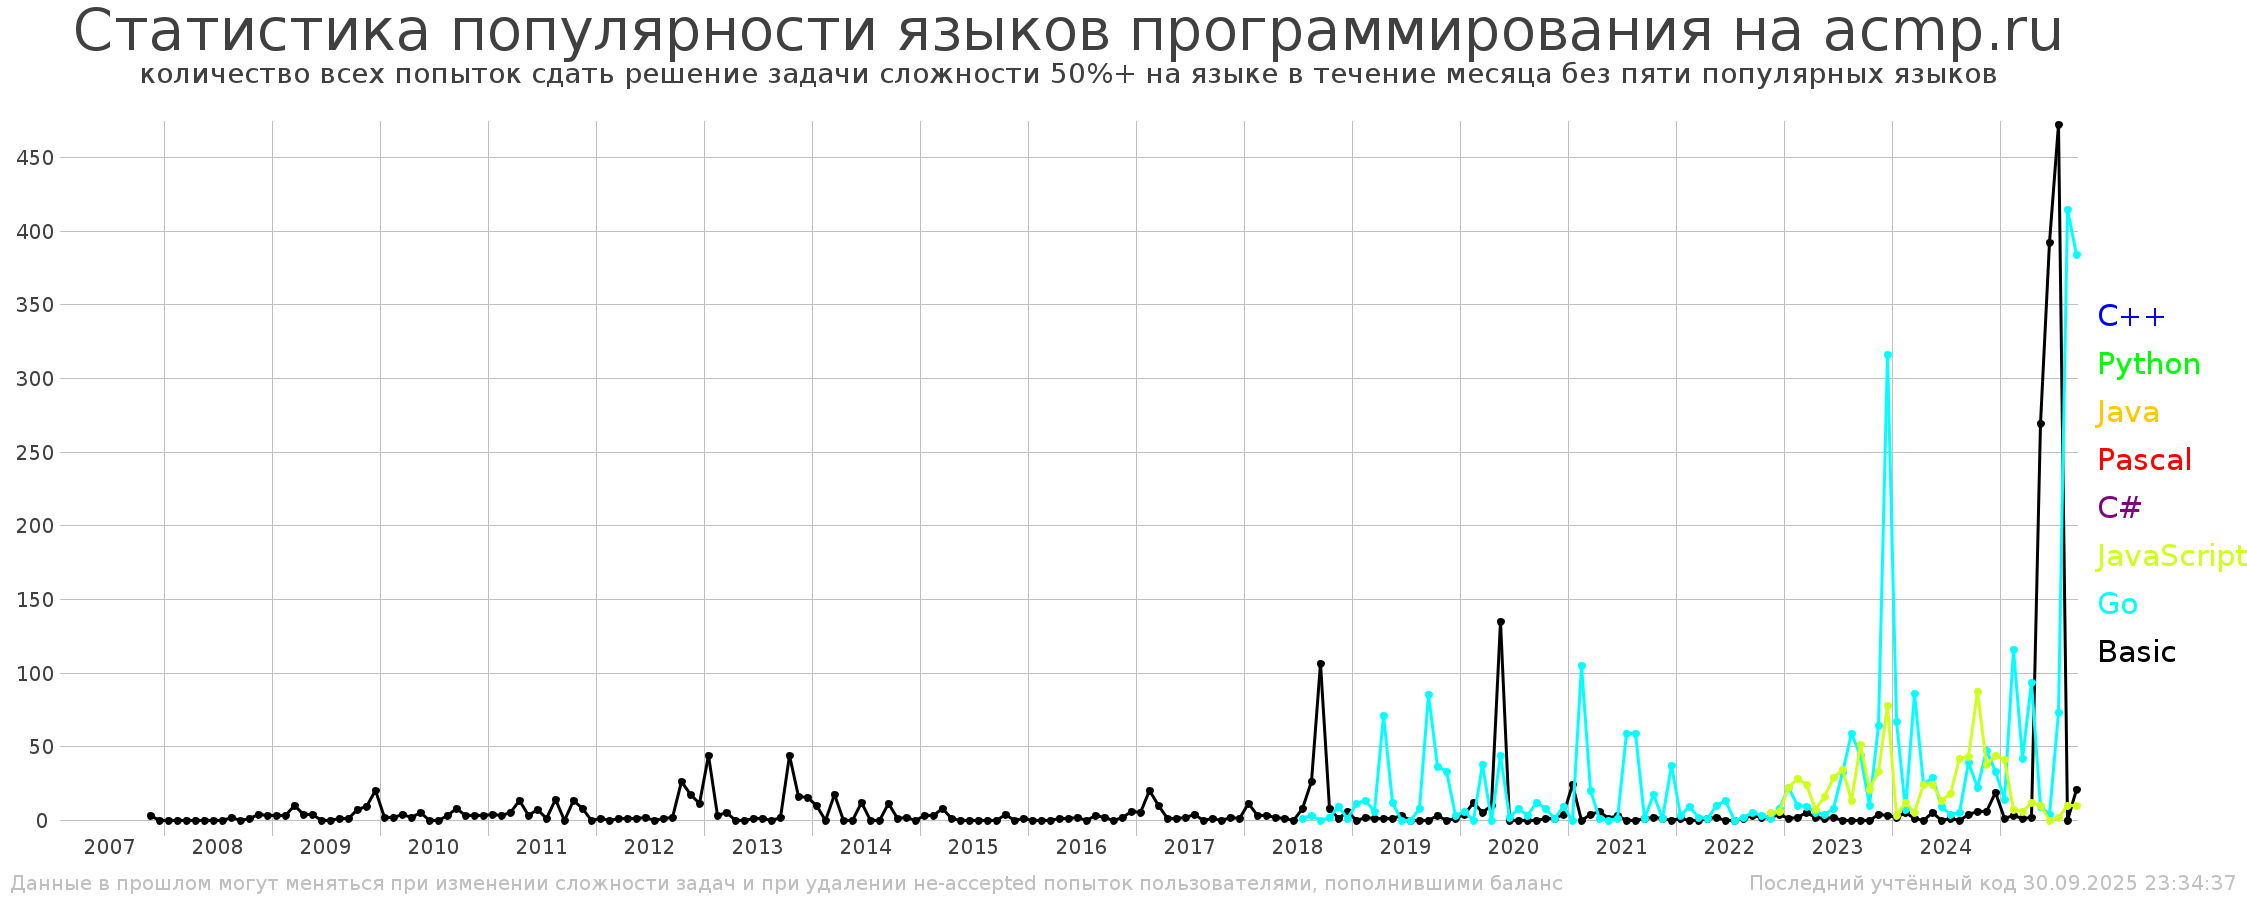 Статистика популярности языков программирования на acmp.ru
количество всех попыток сдать решение задачи сложности 50%+ на языке в течение месяца без пяти популярных языков
450
400
350
300
250
200
150
100
50
0
2007 2008 2009 2010 2011 2012 2013 2014 2015 2016 2017 2018 2019 2020 2021 2022 2023 2024
C++
Python
Java
Pascal
C#
JavaScript
Go
Basic
Данные в прошлом могут меняться при изменении сложности задач и при удалении не-accepted попыток пользователями, пополнившими баланс
Последний учтённый код 30.09.2025 23:34:37